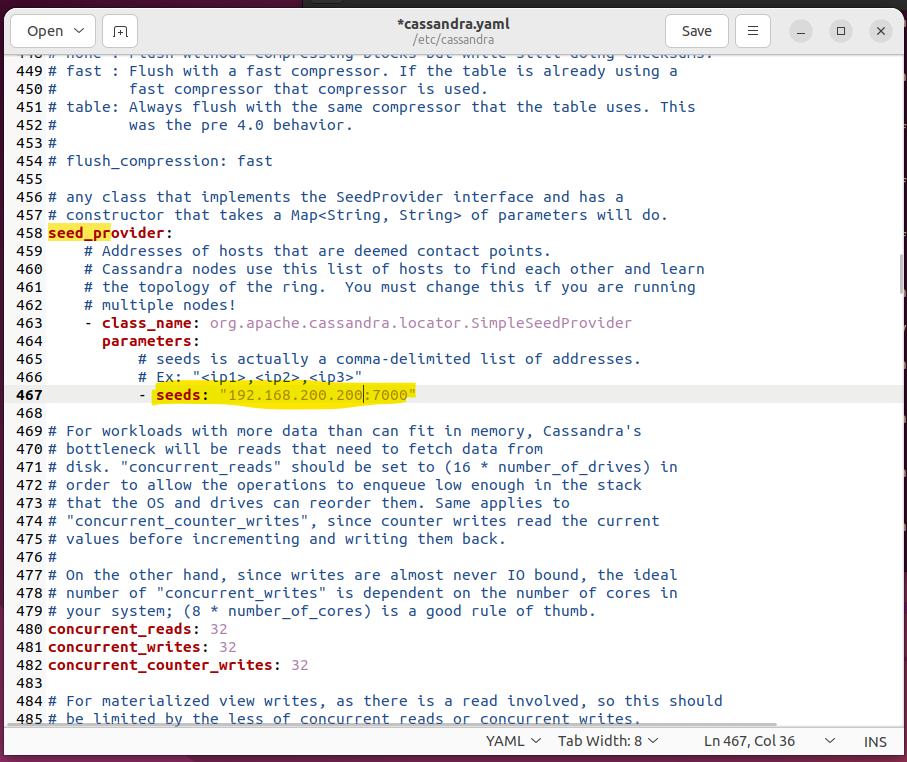 Open
*cassandra.yaml
/etc/cassandra
Save
448 # none : Flush without compressing blocks but while still doing checksums.
449 # fast : Flush with a fast compressor. If the table is already using a
450 #        fast compressor that compressor is used.
451 # table: Always flush with the same compressor that the table uses. This
452 #        was the pre 4.0 behavior.
453 #
454 # flush_compression: fast
455
456 # any class that implements the SeedProvider interface and has a
457 # constructor that takes a Map<String, String> of parameters will do.
458 seed_provider:
459     # Addresses of hosts that are deemed contact points.
460     # Cassandra nodes use this list of hosts to find each other and learn
461     # the topology of the ring.  You must change this if you are running
462     # multiple nodes!
463     - class_name: org.apache.cassandra.locator.SimpleSeedProvider
464       parameters:
465           # seeds is actually a comma-delimited list of addresses.
466           # Ex: "<ip1>,<ip2>,<ip3>"
467           - seeds: "192.168.200.200:7000"
468
469 # For workloads with more data than can fit in memory, Cassandra's
470 # bottleneck will be reads that need to fetch data from
471 # disk. "concurrent_reads" should be set to (16 * number_of_drives) in
472 # order to allow the operations to enqueue low enough in the stack
473 # that the OS and drives can reorder them. Same applies to
474 # "concurrent_counter_writes", since counter writes read the current
475 # values before incrementing and writing them back.
476 #
477 # On the other hand, since writes are almost never IO bound, the ideal
478 # number of "concurrent_writes" is dependent on the number of cores in
479 # your system; (8 * number_of_cores) is a good rule of thumb.
480 concurrent_reads: 32
481 concurrent_writes: 32
482 concurrent_counter_writes: 32
483
484 # For materialized view writes, as there is a read involved, so this should
485 # be limited by the less of concurrent reads or concurrent writes.
YAML Tab Width: 8 Ln 467, Col 36 INS